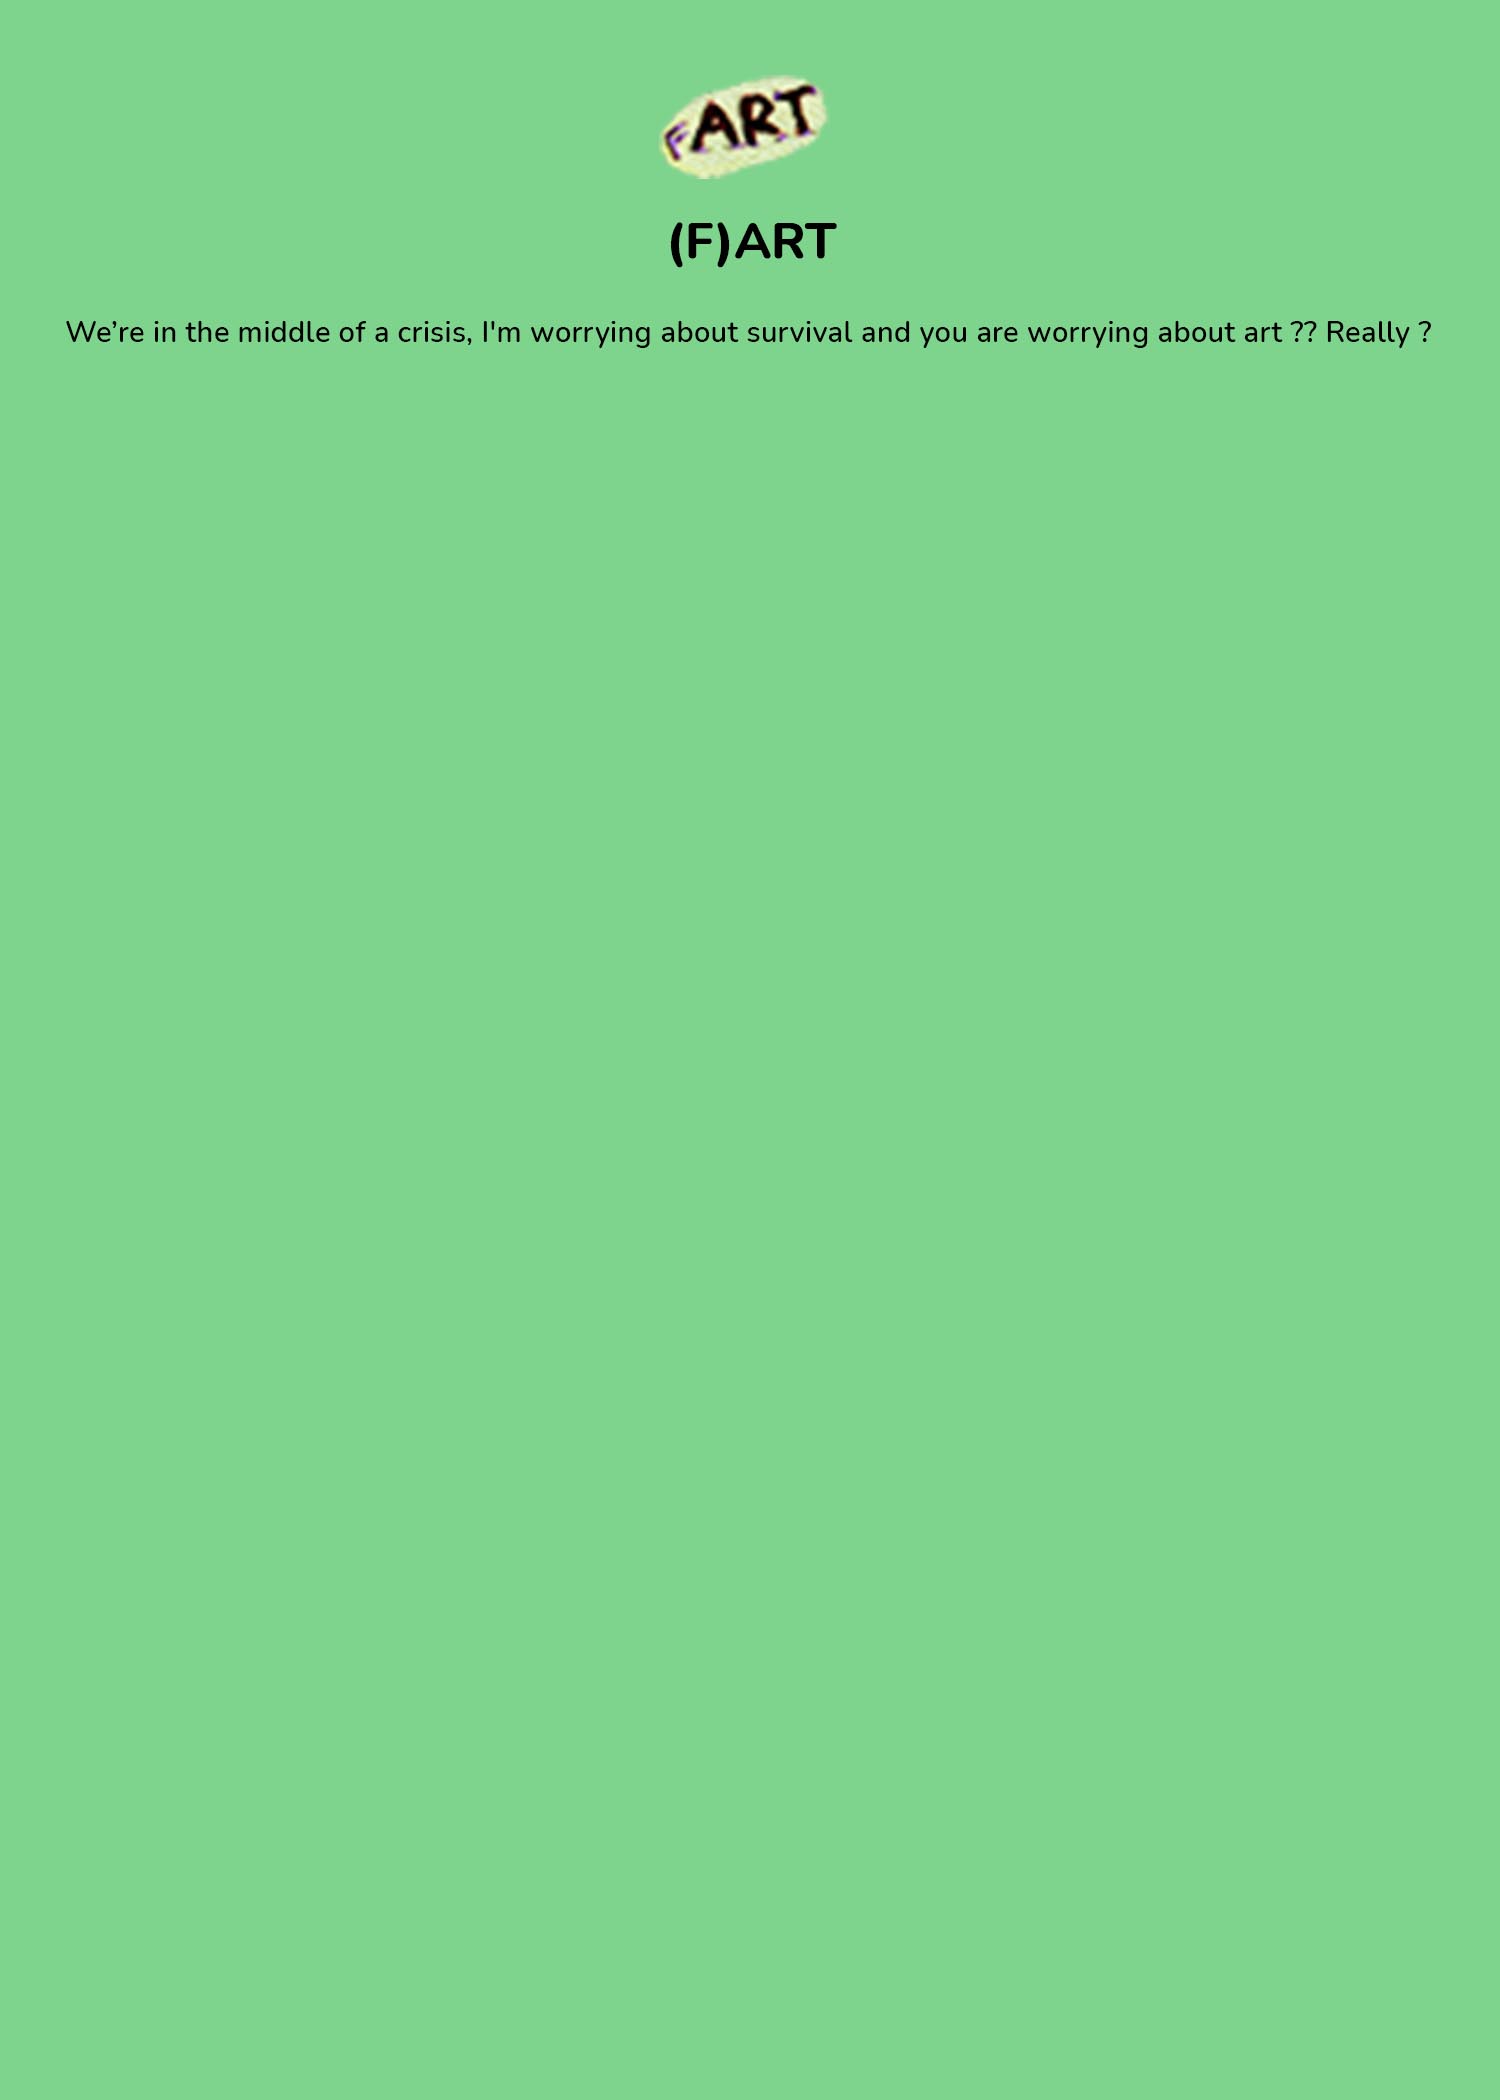 FART
(F)ART
We’re in the middle of a crisis, I'm worrying about survival and you are worrying about art ?? Really ?